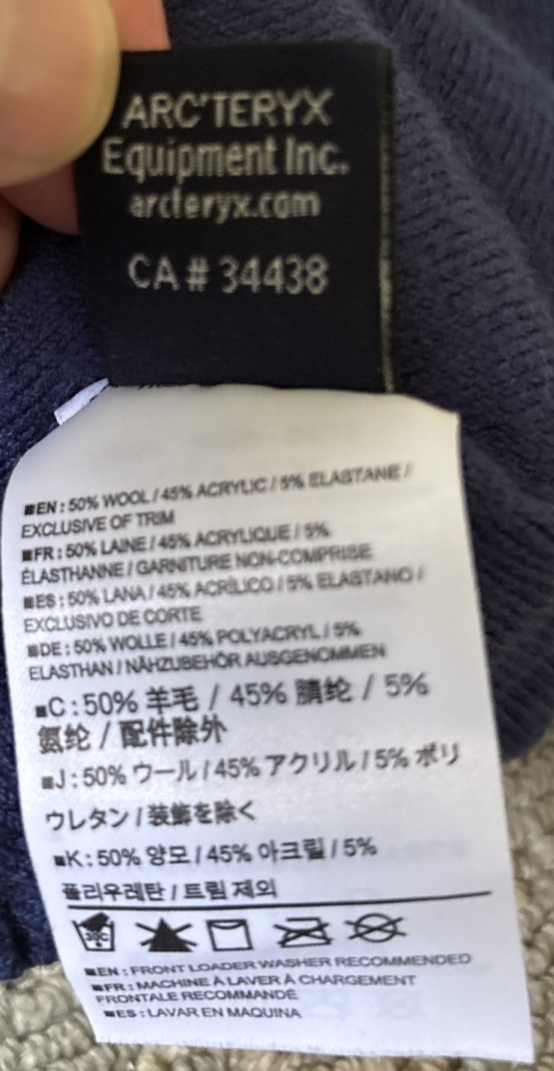 ARC'TERYX
Equipment Inc.
arcteryx.com
CA # 34438
■EN : 50% WOOL / 45% ACRYLIC / 5% ELASTANE /
EXCLUSIVE OF TRIM
■FR : 50% LAINE / 45% ACRYLIQUE / 5%
ÉLASTHANNE / GARNITURE NON-COMPRISE
■ES : 50% LANA / 45% ACRÍLICO / 5% ELASTANO /
EXCLUSIVO DE CORTE
■DE : 50% WOLLE / 45% POLYACRYL / 5%
ELASTHAN / NÄHZUBEHÖR AUSGENOMMEN
■C : 50% 羊毛 / 45% 腈纶 / 5%
氨纶 / 配件除外
■J : 50% ウール / 45% アクリル / 5% ポリ
ウレタン / 装飾を除く
■K : 50% 양모 / 45% 아크릴 / 5%
폴리우레탄 / 트림 제외
■EN : FRONT LOADER WASHER RECOMMENDED
■FR : MACHINE À LAVER À CHARGEMENT
FRONTALE RECOMMANDÉ
■ES : LAVAR EN MAQUINA